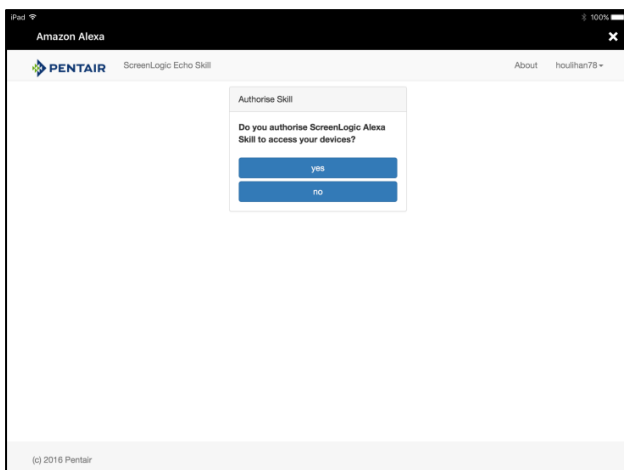 iPad 100%
Amazon Alexa ×
PENTAIR ScreenLogic Echo Skill About houlihan78
Authorise Skill
Do you authorise ScreenLogic Alexa
Skill to access your devices?
yes
no
(c) 2016 Pentair